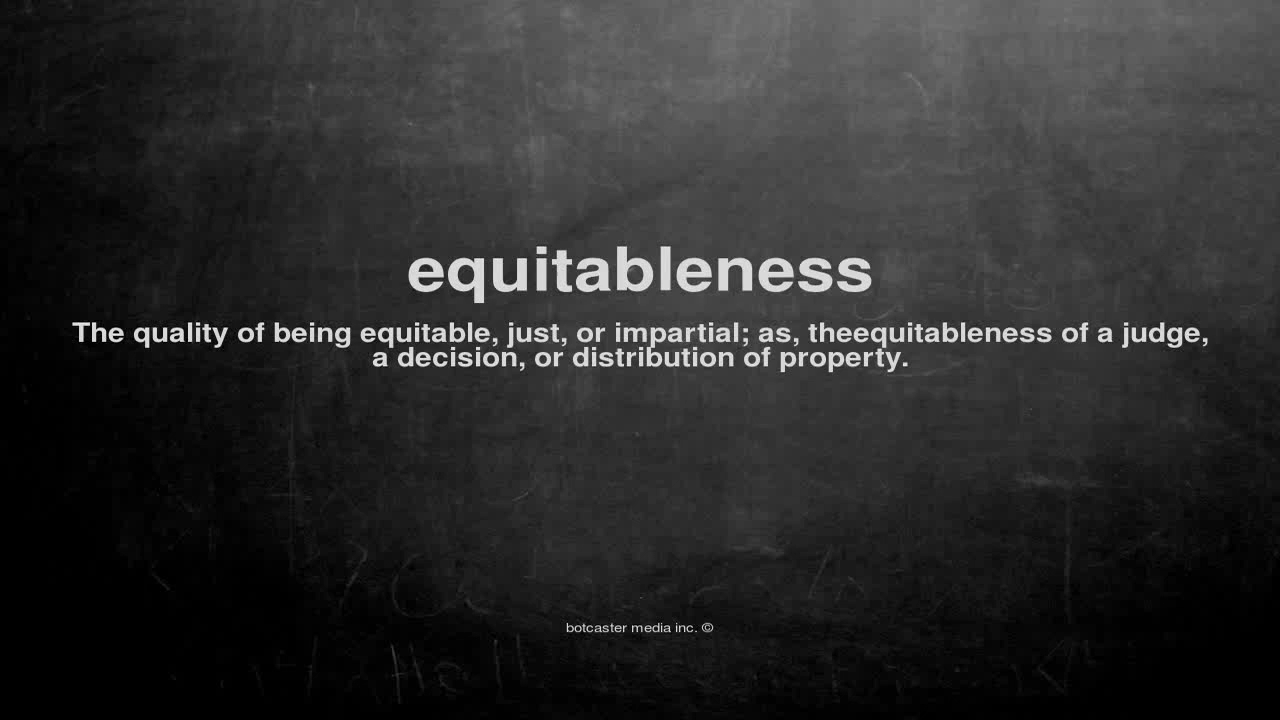 equitableness
The quality of being equitable, just, or impartial; as, theequitableness of a judge,
a decision, or distribution of property.
botcaster media inc. ©